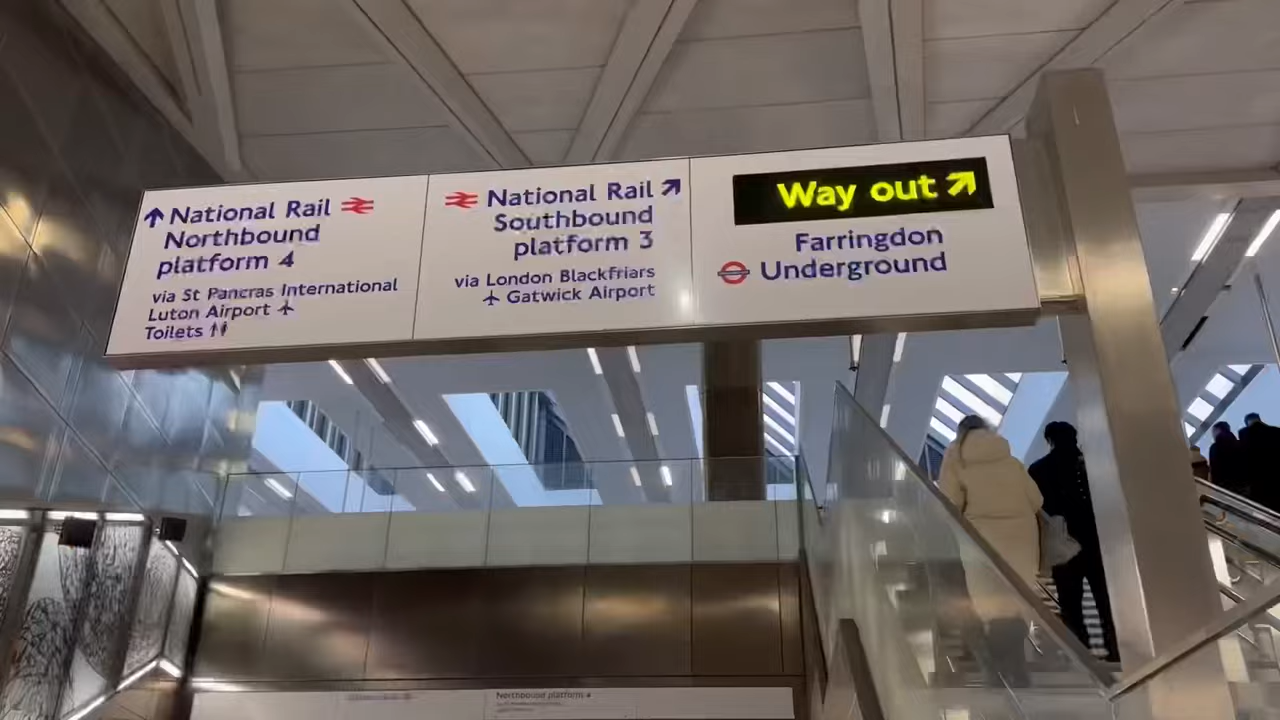 National Rail
Northbound
platform 4
via St Pancras International
Luton Airport
Toilets
National Rail
Southbound
platform 3
via London Blackfriars
Gatwick Airport
Way out
Farringdon
Underground
Northbound platform 4